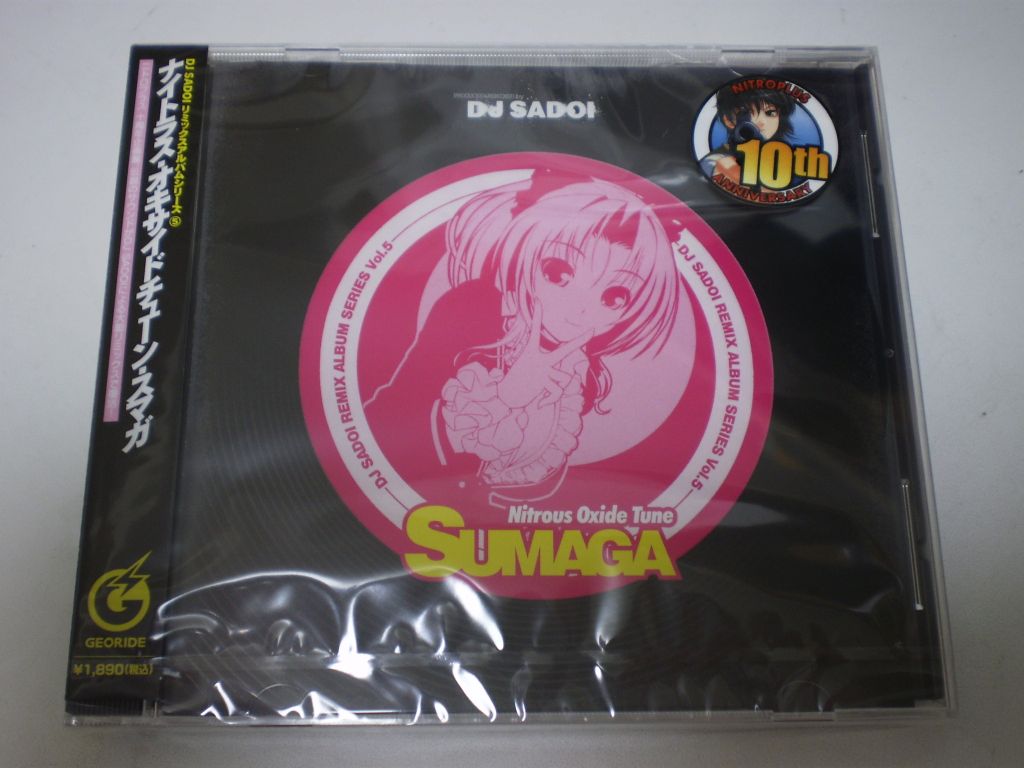 DJ SADOI リミックスアルバムシリーズ⑤
ナイトラス・オキサイドチューン・スマガ
GEORIDE
¥1,890(税込)
DJ SADOI
NITROPLUS
10th
ANNIVERSARY
DJ SADOI REMIX ALBUM SERIES Vol.5
DJ SADOI REMIX ALBUM SERIES Vol.5
Nitrous Oxide Tune
SUMAGA